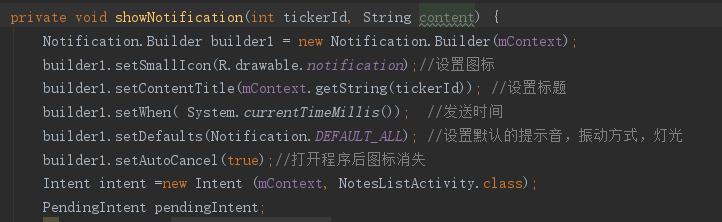 private void showNotification(int tickerId, String content) {
Notification.Builder builder1 = new Notification.Builder(mContext);
builder1.setSmallIcon(R.drawable.notification);//设置图标
builder1.setContentTitle(mContext.getString(tickerId)); //设置标题
builder1.setWhen( System.currentTimeMillis()); //发送时间
builder1.setDefaults(Notification.DEFAULT_ALL); //设置默认的提示音，振动方式，灯光
builder1.setAutoCancel(true);//打开程序后图标消失
Intent intent =new Intent (mContext, NotesListActivity.class);
PendingIntent pendingIntent;